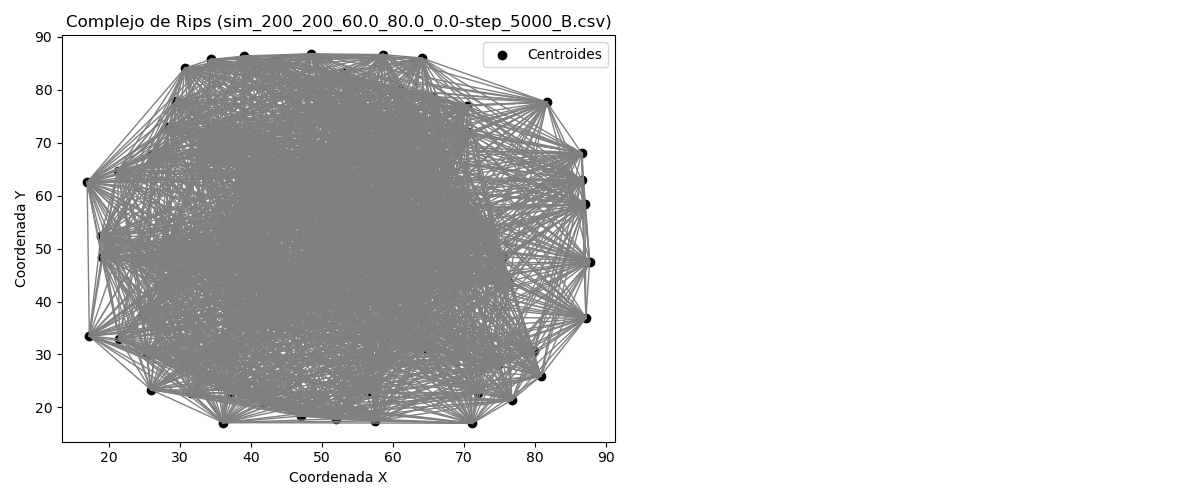 Complejo de Rips (sim_200_200_60.0_80.0_0.0-step_5000_B.csv)
Centroides
90
80
70
60
50
40
30
20
Coordenada Y
20 30 40 50 60 70 80 90
Coordenada X